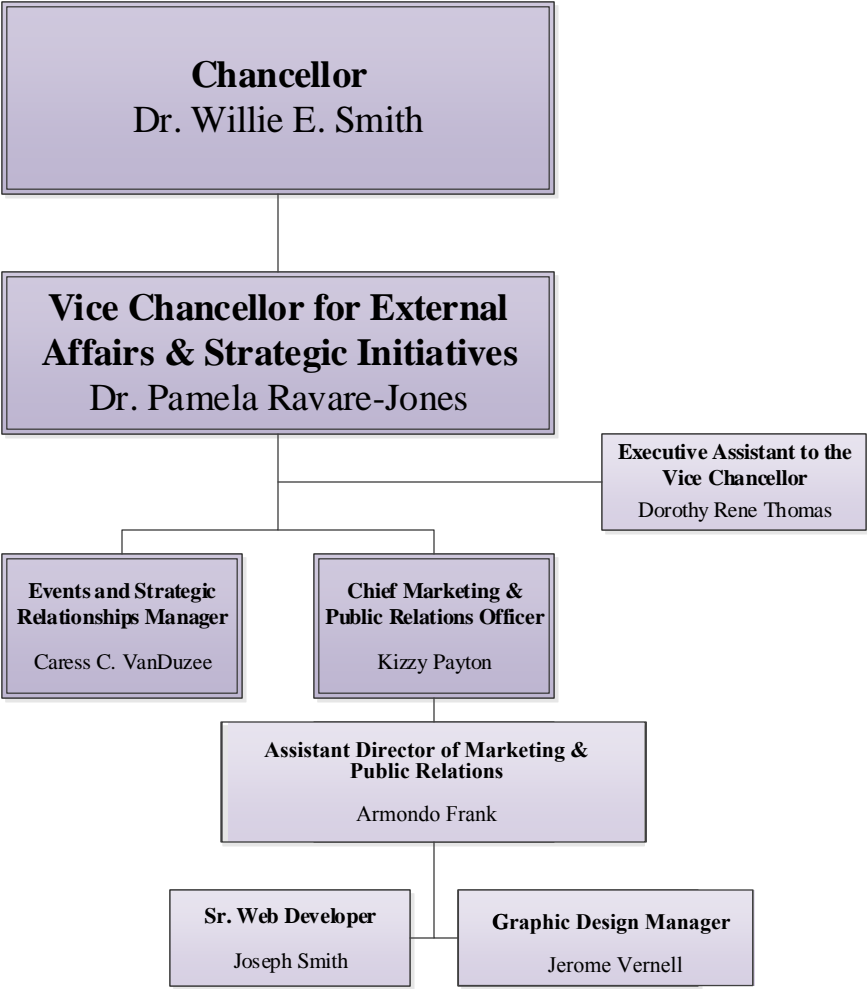 Chancellor
Dr. Willie E. Smith
Vice Chancellor for External
Affairs & Strategic Initiatives
Dr. Pamela Ravare-Jones
Executive Assistant to the
Vice Chancellor
Dorothy Rene Thomas
Events and Strategic
Relationships Manager
Caress C. VanDuzee
Chief Marketing &
Public Relations Officer
Kizzy Payton
Assistant Director of Marketing &
Public Relations
Armondo Frank
Sr. Web Developer
Joseph Smith
Graphic Design Manager
Jerome Vernell